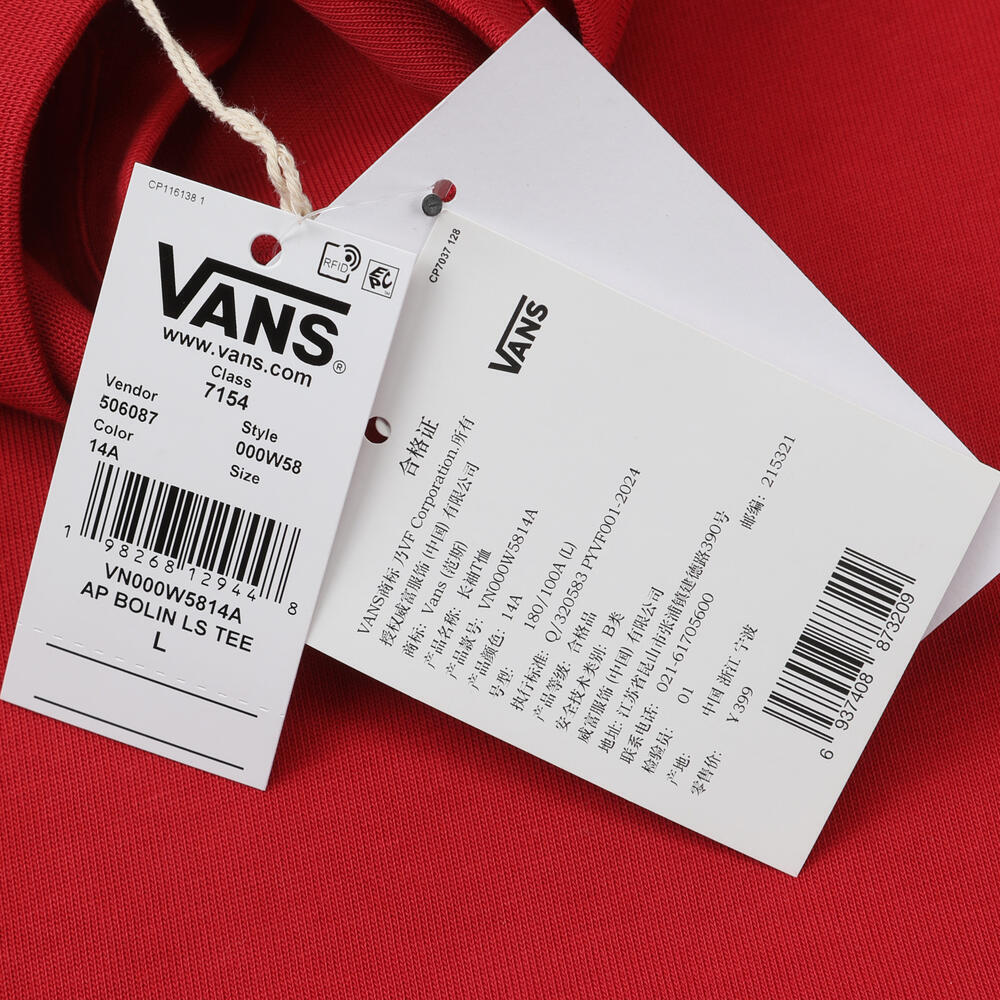 CP116138 1
RFID
EPC
VANS®
www.vans.com
Class
7154
Vendor
506087
Style
000W58
Color
14A
Size
1 98268 12944 8
VN000W5814A
AP BOLIN LS TEE
L
CP7037 128
VANS
合格证
VANS商标 乃VF Corporation.所有
授权威富服饰 (中国) 有限公司
商标: Vans (范斯)
产品名称: 长袖T恤
产品款号: VN000W5814A
产品颜色: 14A
号型: 180/100A (L)
执行标准: Q/320583 PYVF001-2024
产品等级: 合格品
安全技术类别: B类
威富服饰 (中国) 有限公司
地址: 江苏省昆山市张浦镇建德路390号 邮编: 215321
联系电话: 021-61705600
检验员: 01
产地: 中国 浙江 宁波
零售价: ¥399
6 937408 873209